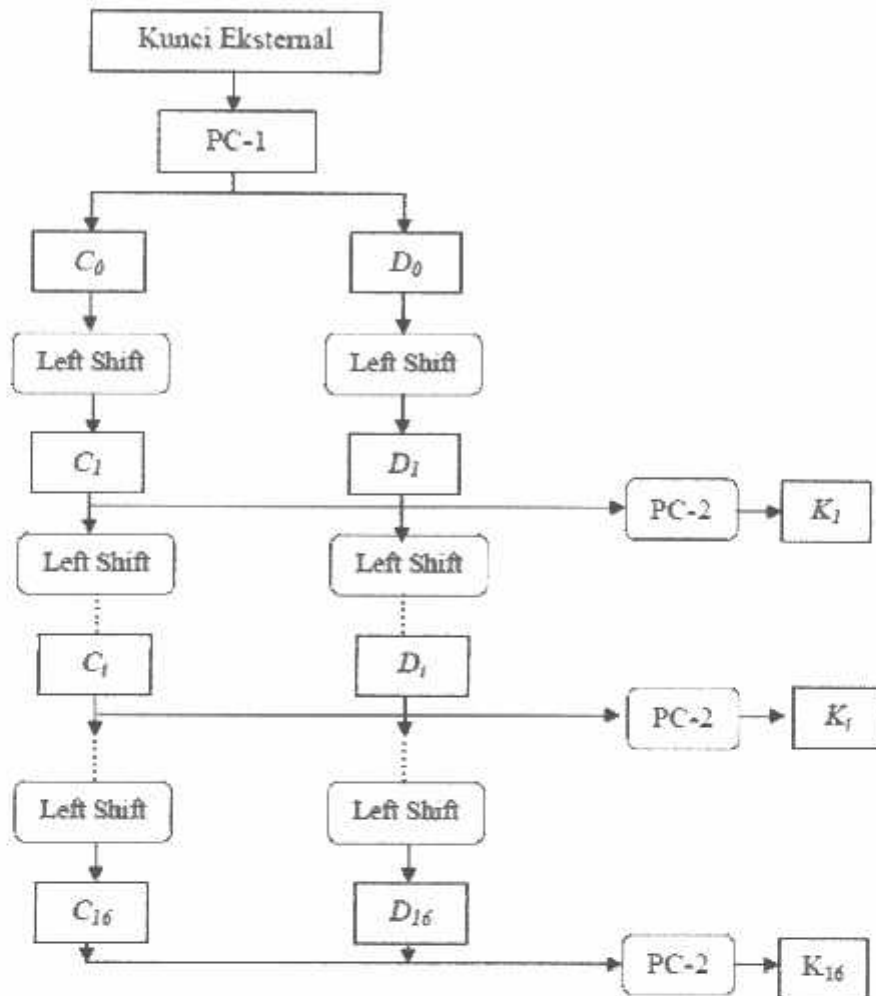 Kunci Eksternal
PC-1
C0 D0
Left Shift Left Shift
C1 D1
PC-2 K1
Left Shift Left Shift
Ci Di
PC-2 Ki
Left Shift Left Shift
C16 D16
PC-2 K16